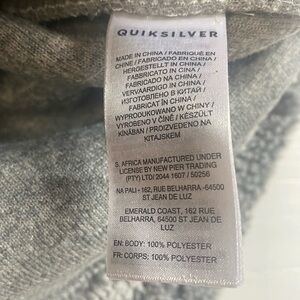 QUIKSILVER
MADE IN CHINA / FABRIQUÉ EN
CHINE / FABRICADO EN CHINA /
HERGESTELLT IN CHINA /
FABBRICATO IN CINA /
FABRICADO NA CHINA /
VERVAARDIGD IN CHINA /
ИЗГОТОВЛЕНО В КИТАЙ /
FABRICAT ÎN CHINA /
WYPRODUKOWANO W CHINY /
VYROBENO V ČÍNĚ / KÉSZÜLT
KÍNÁBAN / PROIZVEDENO NA
KITAJSKEM
S. AFRICA MANUFACTURED UNDER
LICENSE BY NEW PIER TRADING
(PTY) LTD/ 2044 1607 / 50256
NA PALI - 162, RUE BELHARRA -64500
ST JEAN DE LUZ
EMERALD COAST, 162 RUE
BELHARRA, 64500 ST JEAN DE
LUZ
EN: BODY: 100% POLYESTER
FR: CORPS: 100% POLYESTER